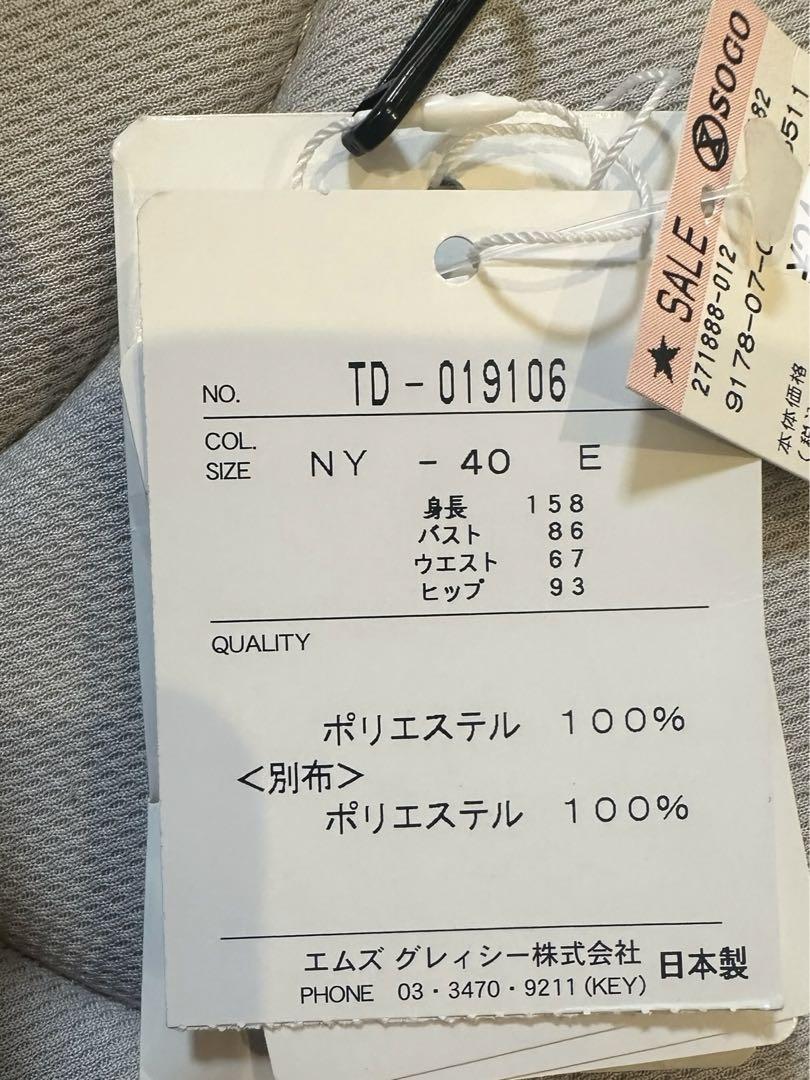 SOGO
★ SALE
271888-012
9178-07-
本体価格
NO. TD-019106
COL.
SIZE NY -40 E
身長 158
バスト 86
ウエスト 67
ヒップ 93
QUALITY
ポリエステル 100%
<別布>
ポリエステル 100%
エムズ グレィシー株式会社 日本製
PHONE 03・3470・9211(KEY)